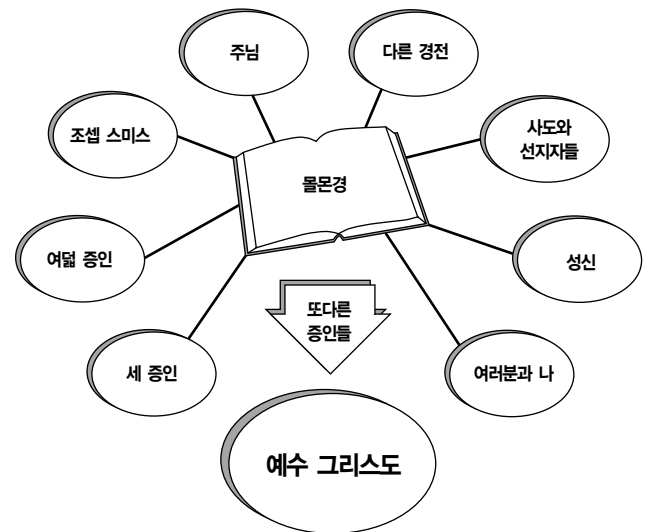 주님
다른 경전
조셉 스미스
사도와
선지자들
몰몬경
여덟 증인
성신
또다른
증인들
세 증인
여러분과 나
예수 그리스도